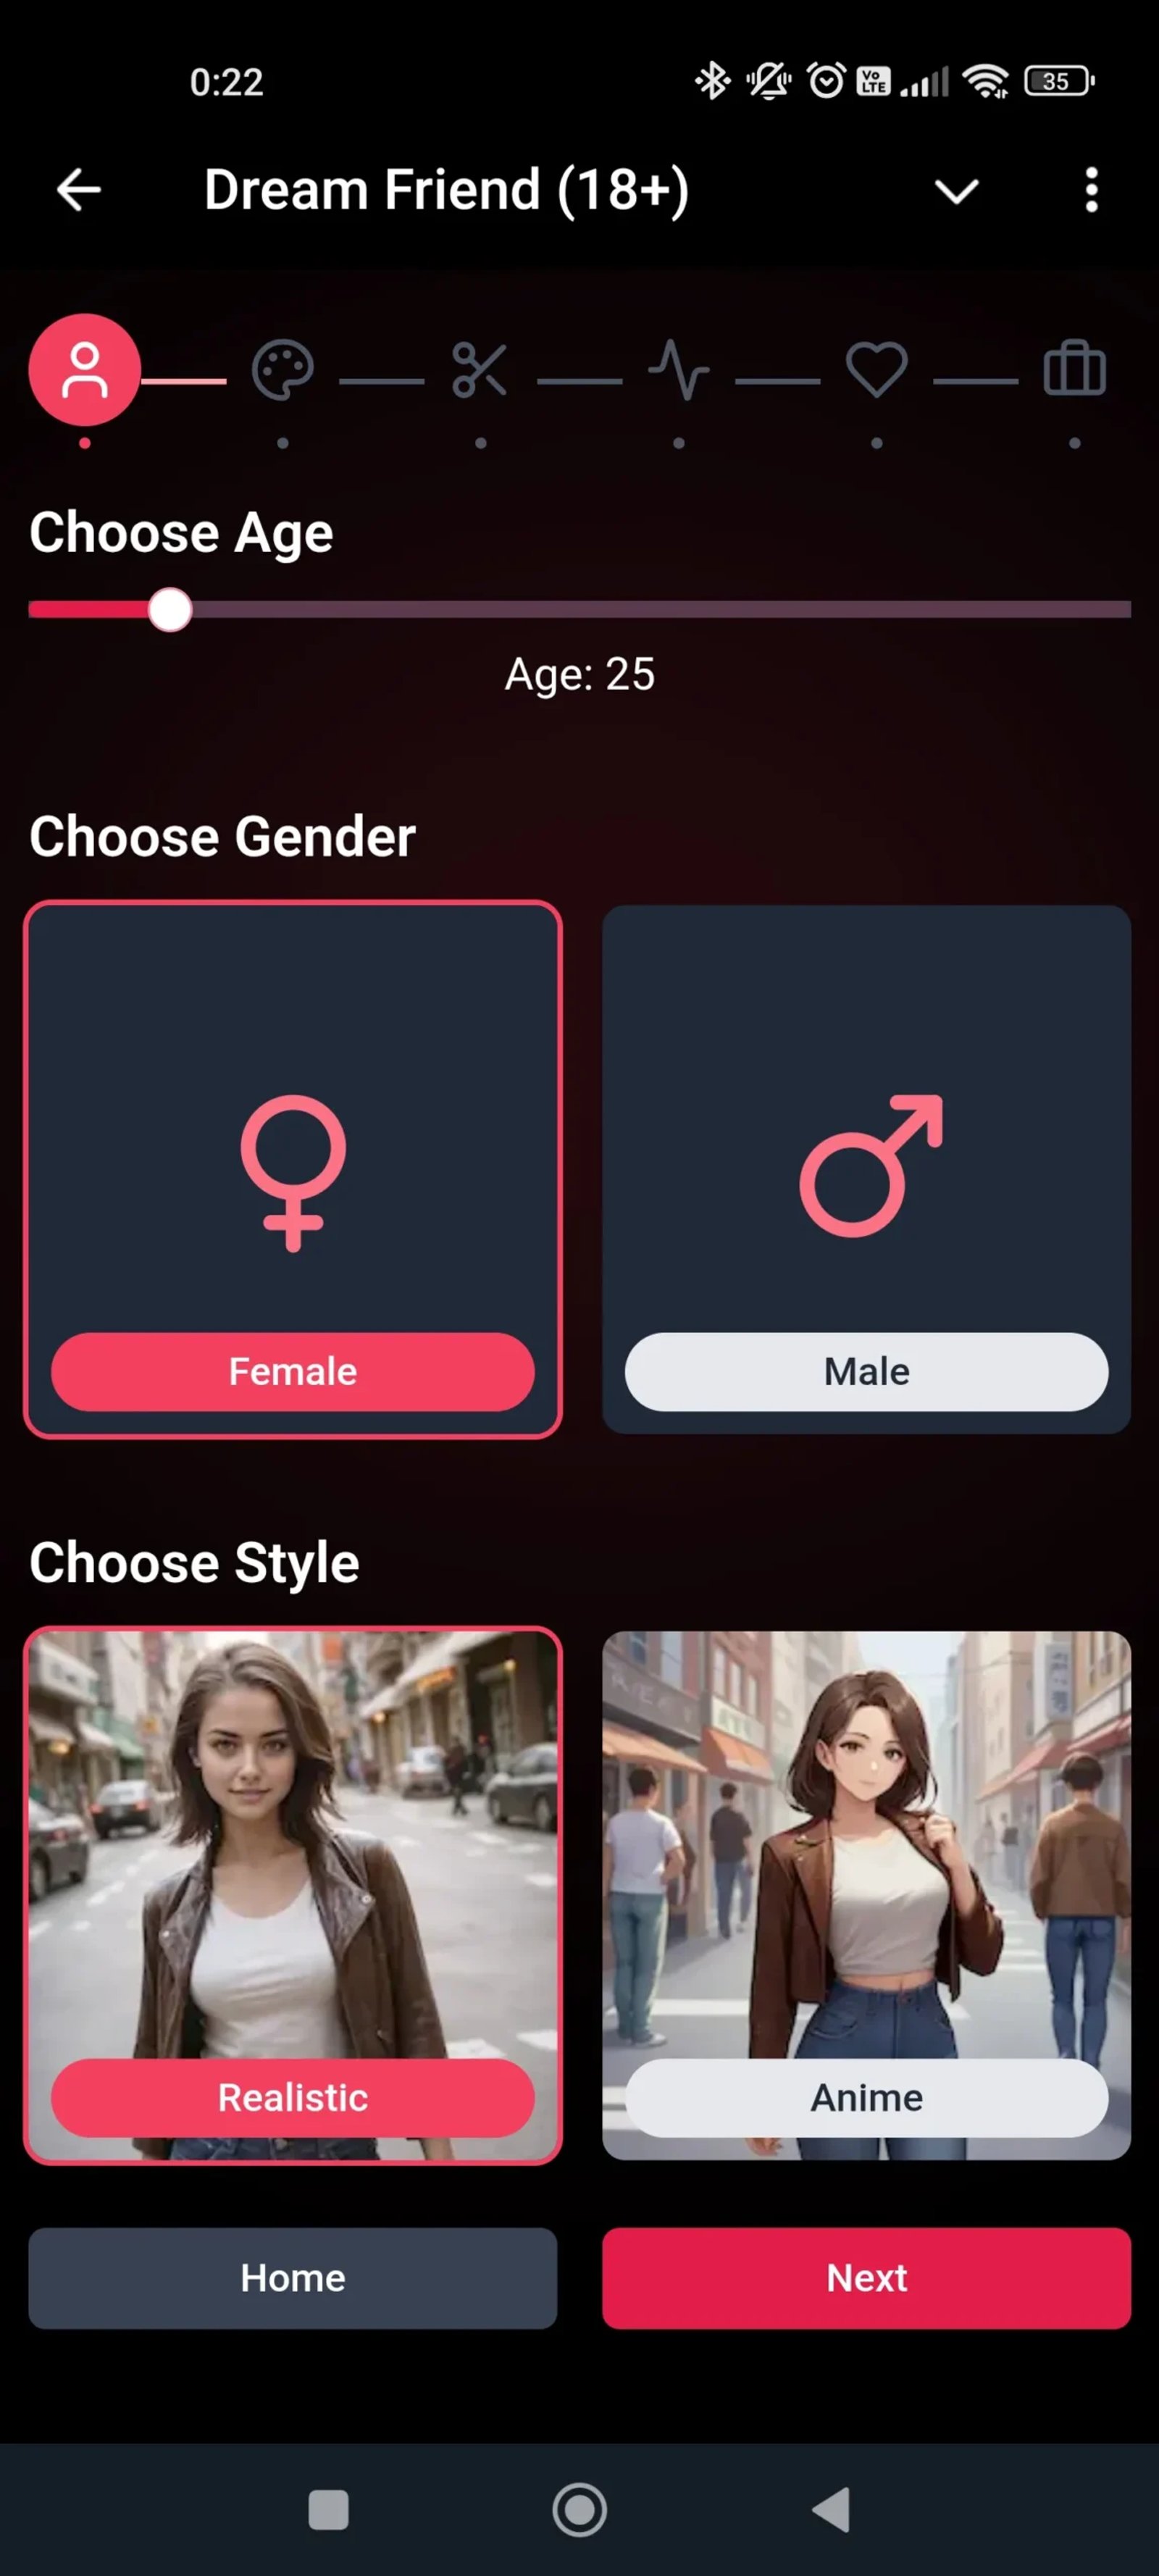 0:22
Vo
LTE
35
Dream Friend (18+)
Choose Age
Age: 25
Choose Gender
Female
Male
Choose Style
Realistic
Anime
Home
Next